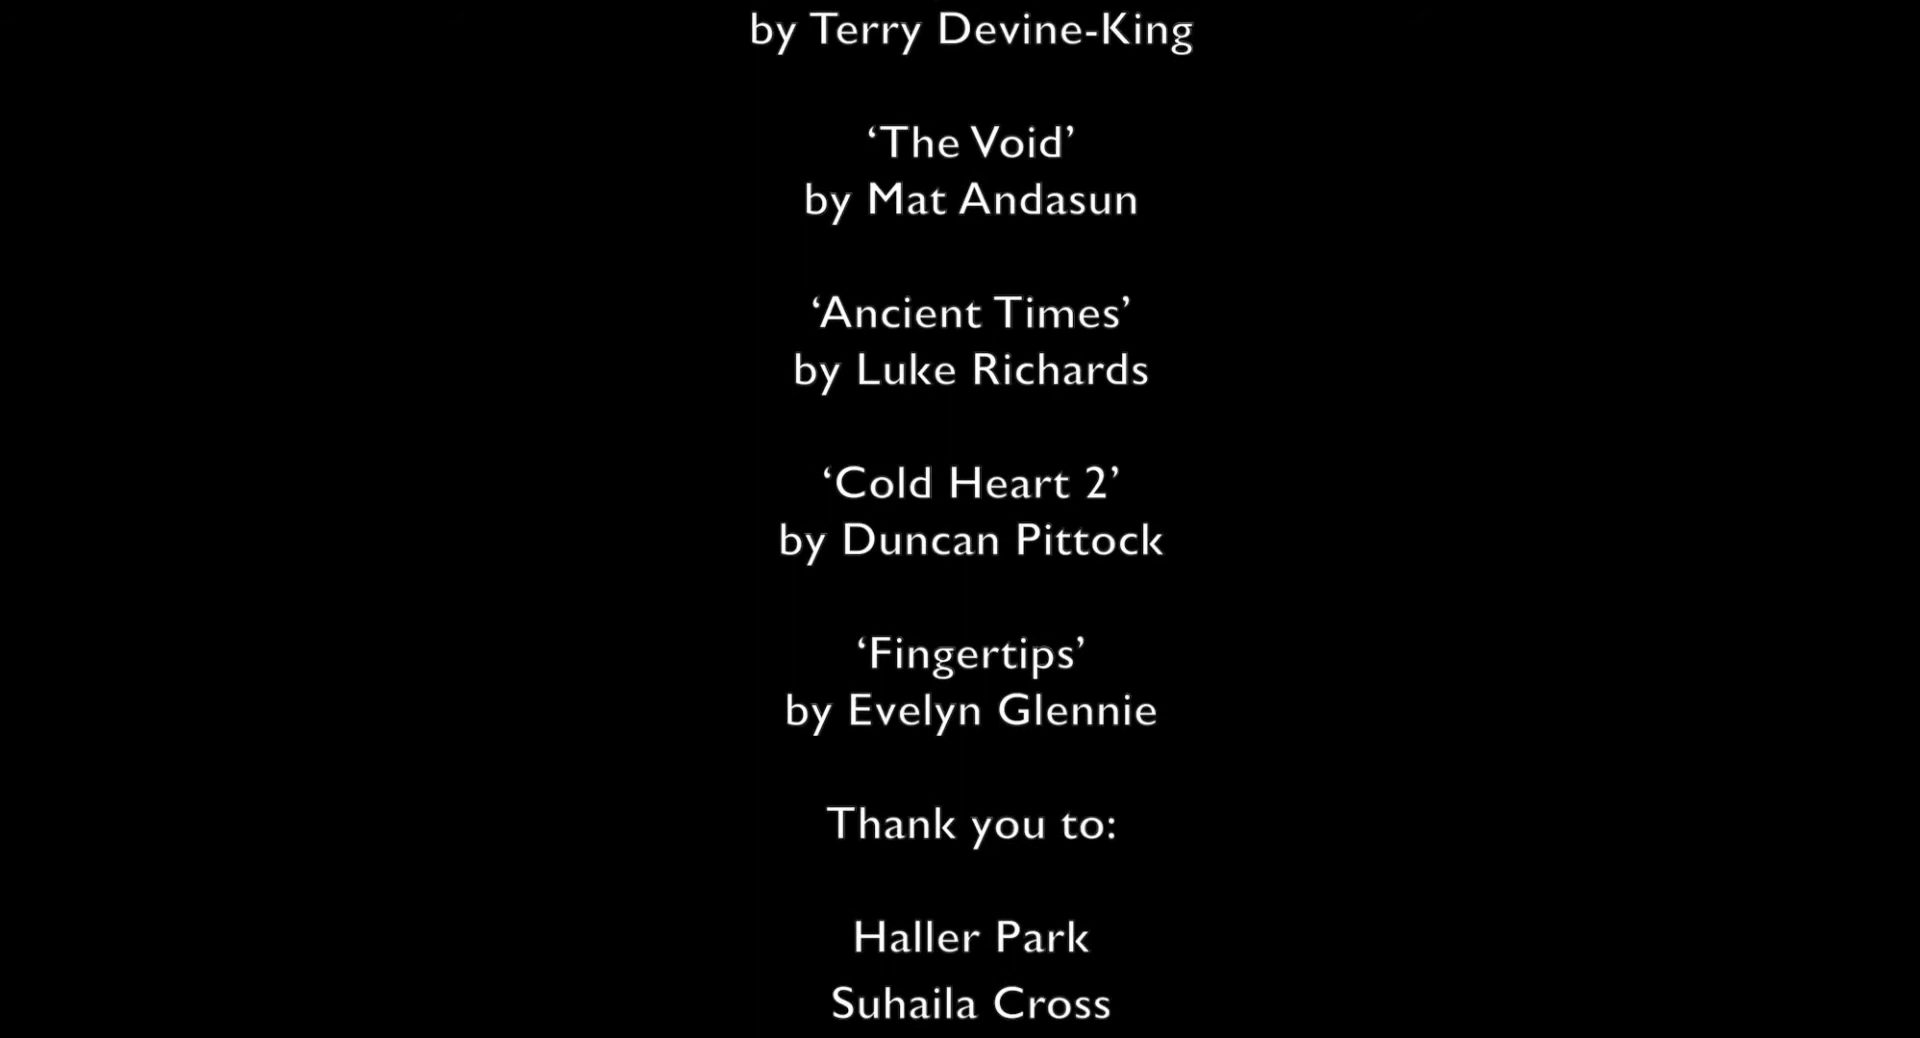 by Terry Devine-King
‘The Void’
by Mat Andasun
‘Ancient Times’
by Luke Richards
‘Cold Heart 2’
by Duncan Pittock
‘Fingertips’
by Evelyn Glennie
Thank you to:
Haller Park
Suhaila Cross